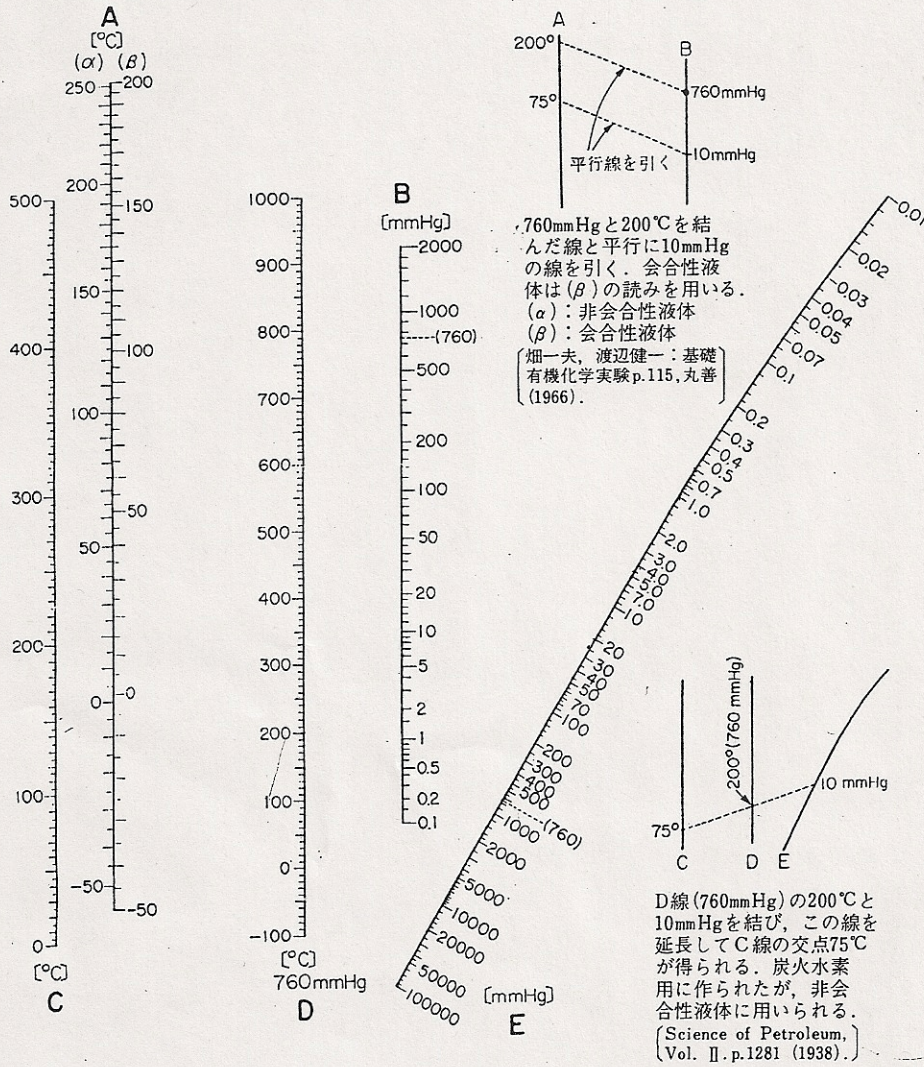 A
[°C]
(α) (β)
250
200
200
150
150
100
100
50
50
0
0
-50
-50
500
400
300
200
100
0
[°C]
C
1000
900
800
700
600
500
400
300
200
100
0
-100
[°C]
760mmHg
D
B
[mmHg]
2000
1000
(760)
500
200
100
50
20
10
5
2
1
0.5
0.2
0.1
A
200°
75°
B
760mmHg
10mmHg
平行線を引く
760mmHgと200℃を結
んだ線と平行に10mmHg
の線を引く．会合性液
体は(β)の読みを用いる．
(α)：非会合性液体
(β)：会合性液体
[畑一夫，渡辺健一：基礎
有機化学実験p.115,丸善
(1966).]
0.01
0.02
0.03
0.04
0.05
0.07
0.1
0.2
0.3
0.4
0.5
0.7
1.0
2.0
3.0
4.0
5.0
7.0
10
20
30
40
50
70
100
200
300
400
500
(760)
1000
2000
5000
10000
20000
50000
100000
[mmHg]
E
200°(760 mmHg)
10 mmHg
75°
C D E
D線(760mmHg)の200℃と
10mmHgを結び，この線を
延長してC線の交点75℃
が得られる．炭火水素
用に作られたが，非会
合性液体に用いられる．
[Science of Petroleum,
Vol. Ⅱ. p.1281 (1938).]